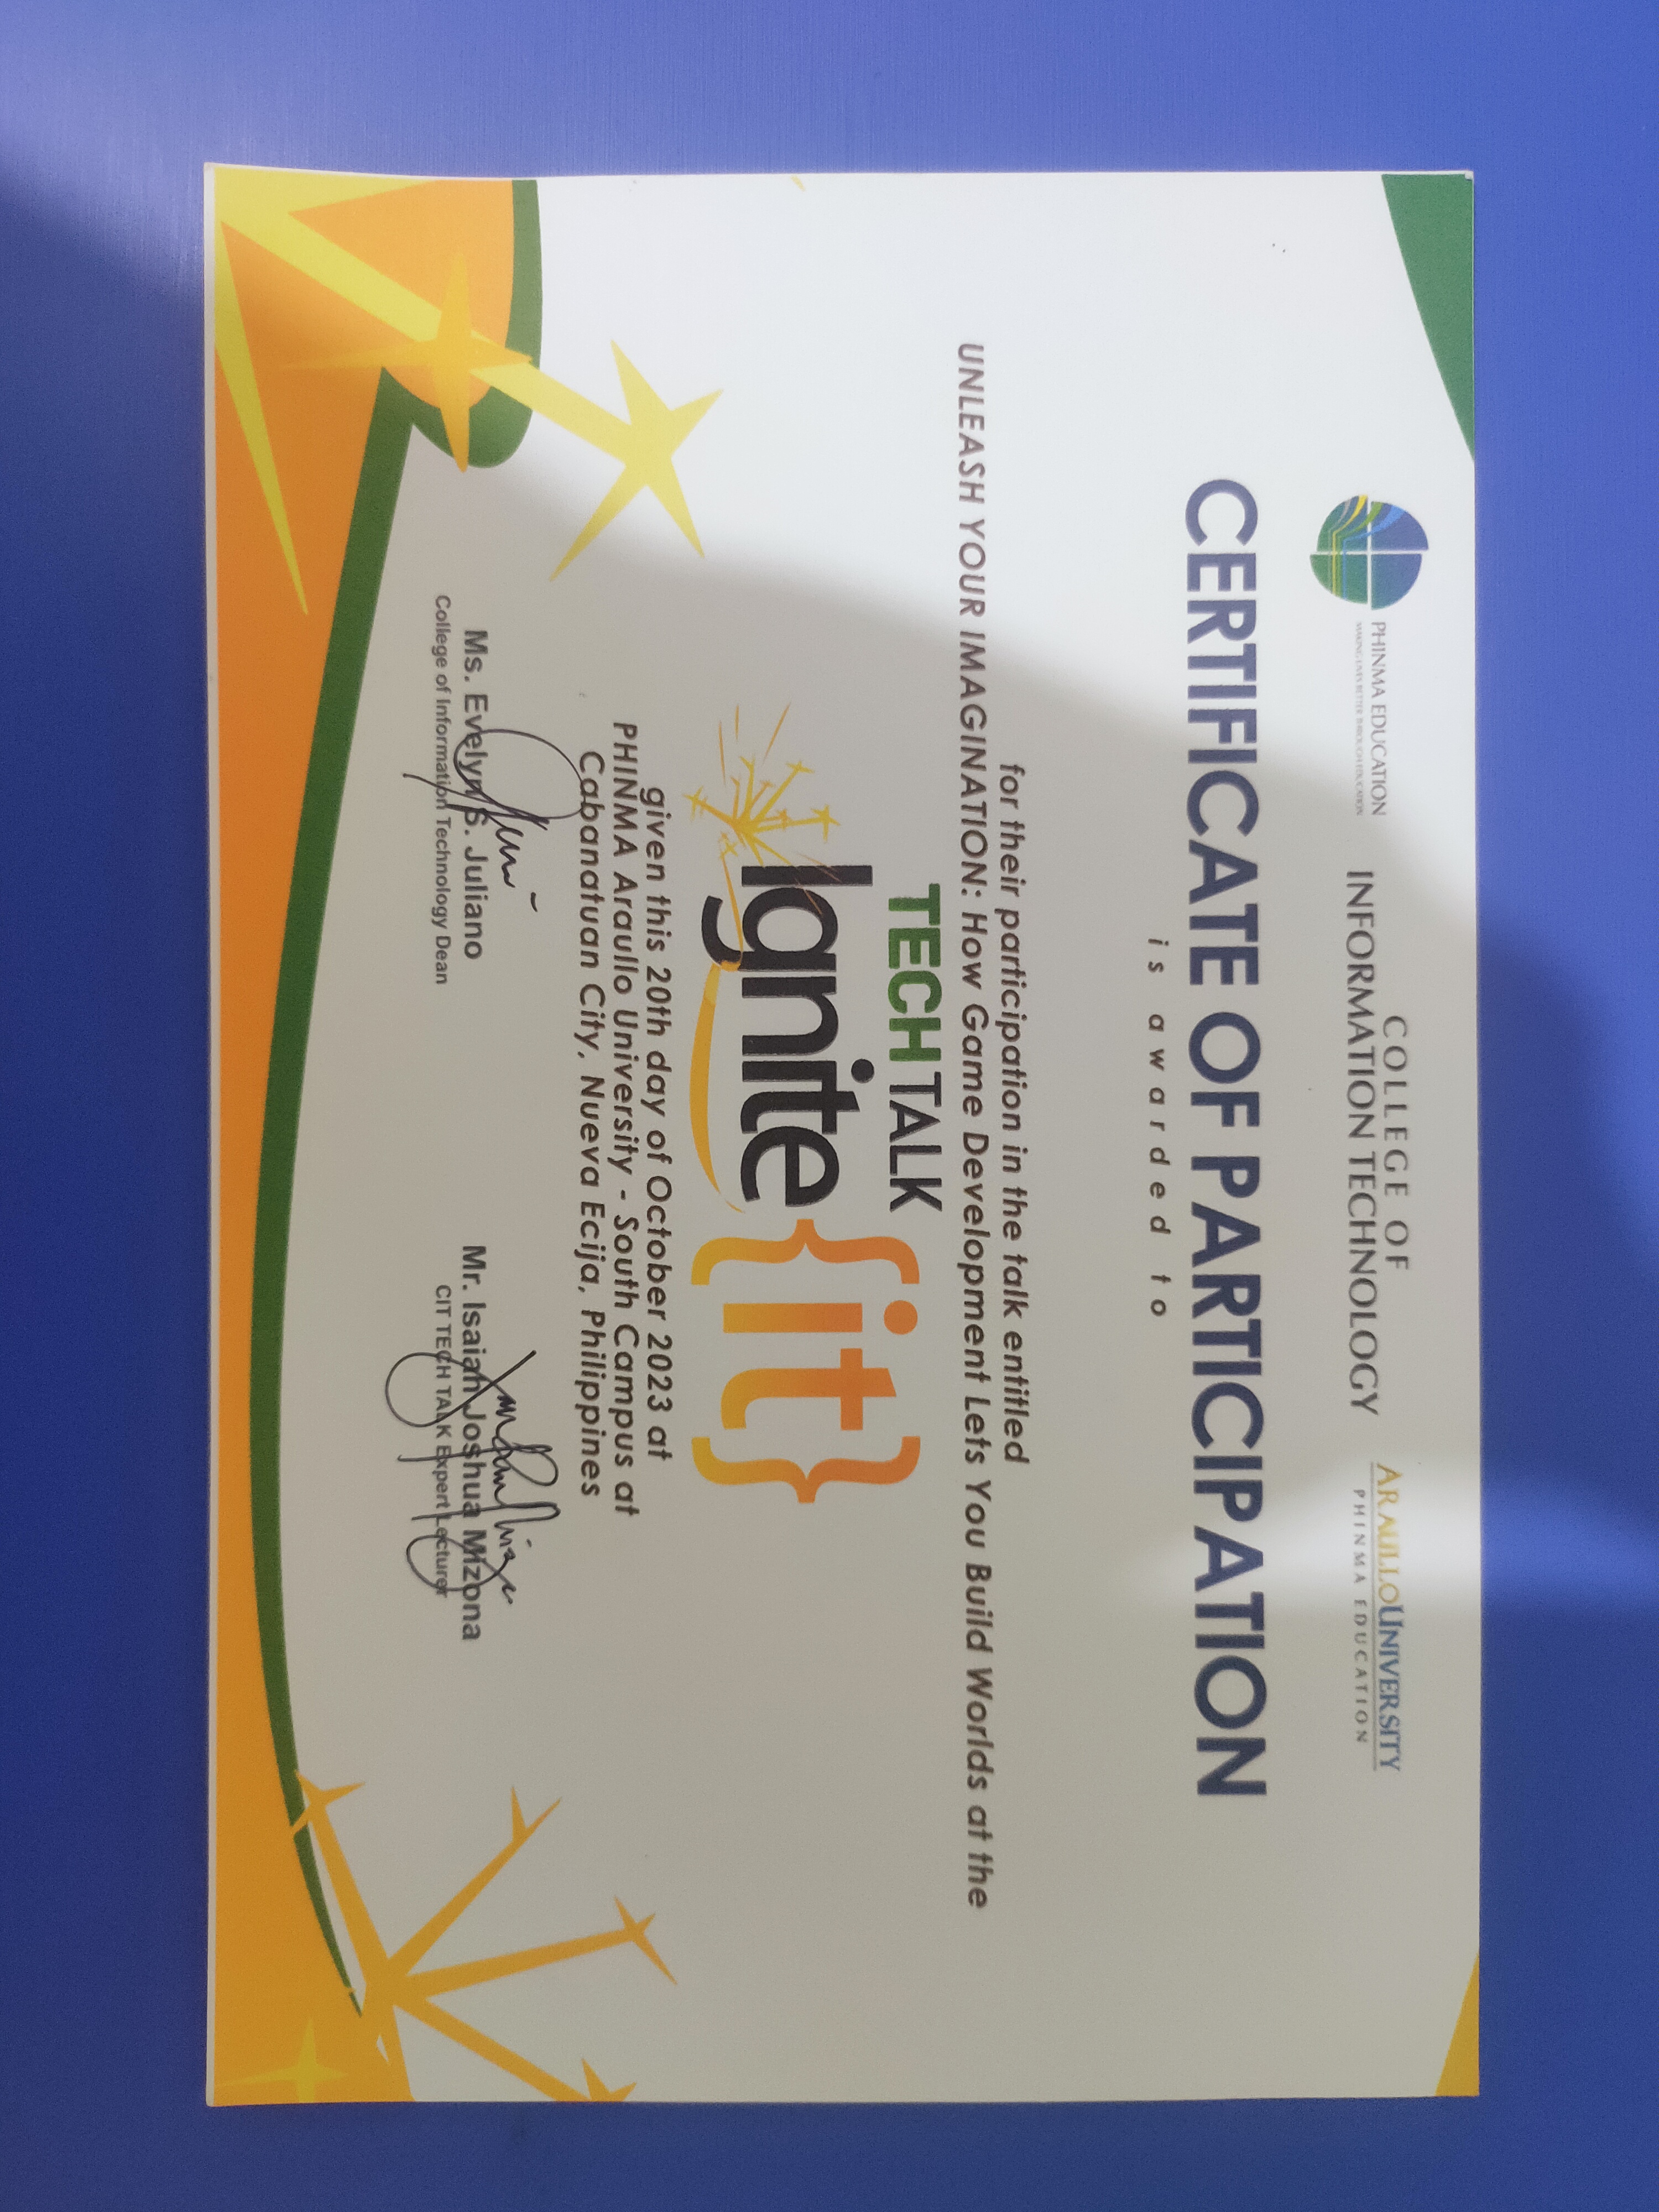 PHINMA EDUCATION
MAKING LIVES BETTER THROUGH EDUCATION
COLLEGE OF
INFORMATION TECHNOLOGY
ARAULLOUNIVERSITY
PHINMA EDUCATION
CERTIFICATE OF PARTICIPATION
is awarded to
for their participation in the talk entitled
UNLEASH YOUR IMAGINATION: How Game Development Lets You Build Worlds at the
TECH TALK
Ignite {it}
given this 20th day of October 2023 at
PHINMA Araullo University - South Campus at
Cabanatuan City, Nueva Ecija, Philippines
Ms. Evelyn S. Juliano
College of Information Technology Dean
Mr. Isaiah Joshua Mizona
CIT TECH TALK Expert Lecturer